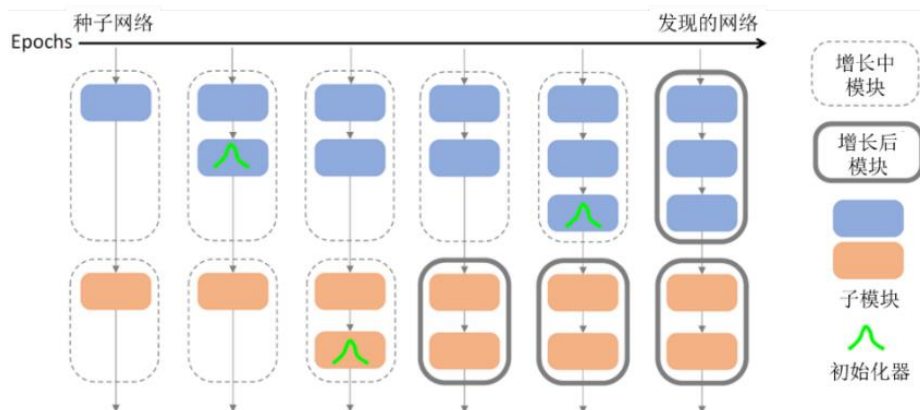 种子网络
发现的网络
Epochs
增长中
模块
增长后
模块
子模块
初始化器